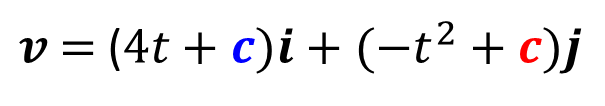 v = (4t + c)i + (−t² + c)j